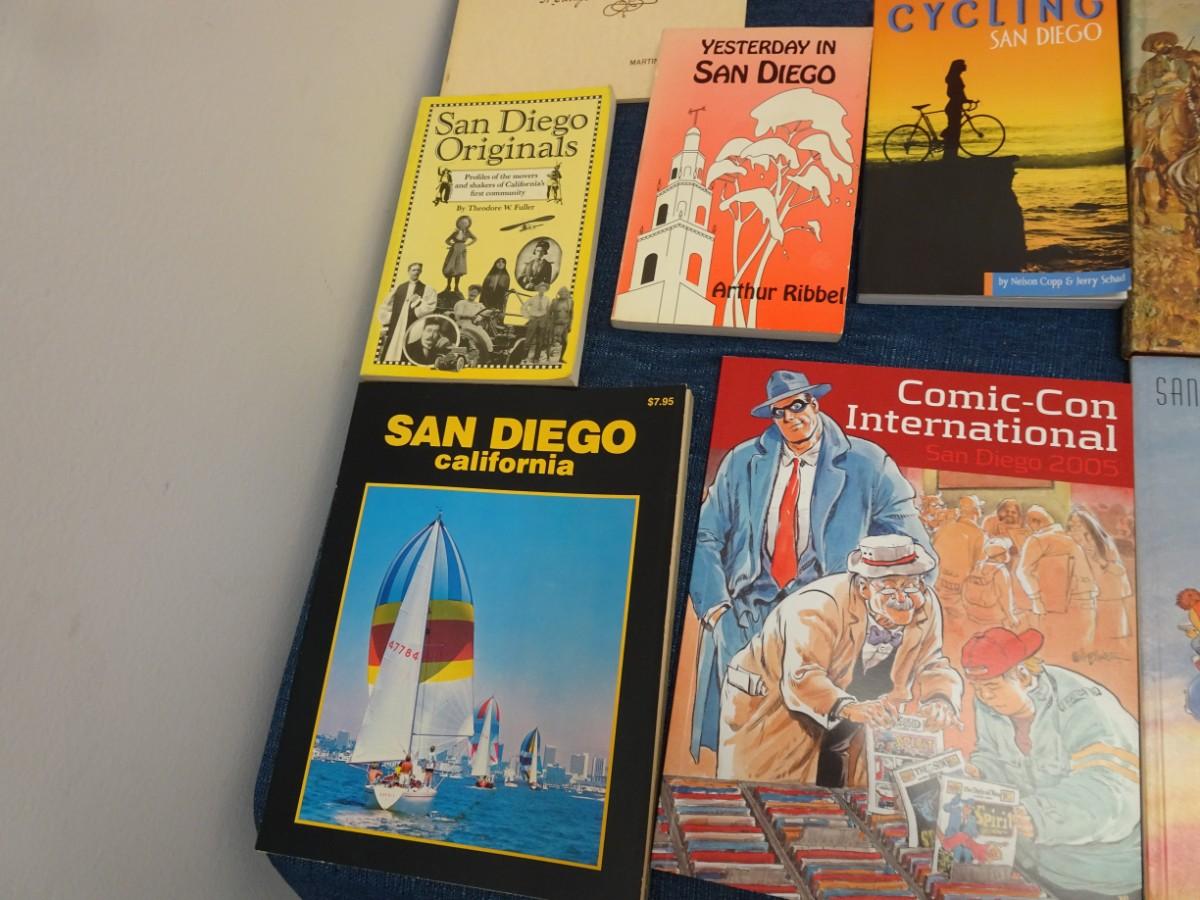 MARTIN
YESTERDAY IN
SAN DIEGO
Arthur Ribbel
CYCLING
SAN DIEGO
by Nelson Copp & Jerry Schad
San Diego
Originals
Profiles of the movers
and shakers of California's
first community
By Theodore W. Fuller
$7.95
SAN DIEGO
california
47784
Comic-Con
International
San Diego 2005
Spirit
SAN